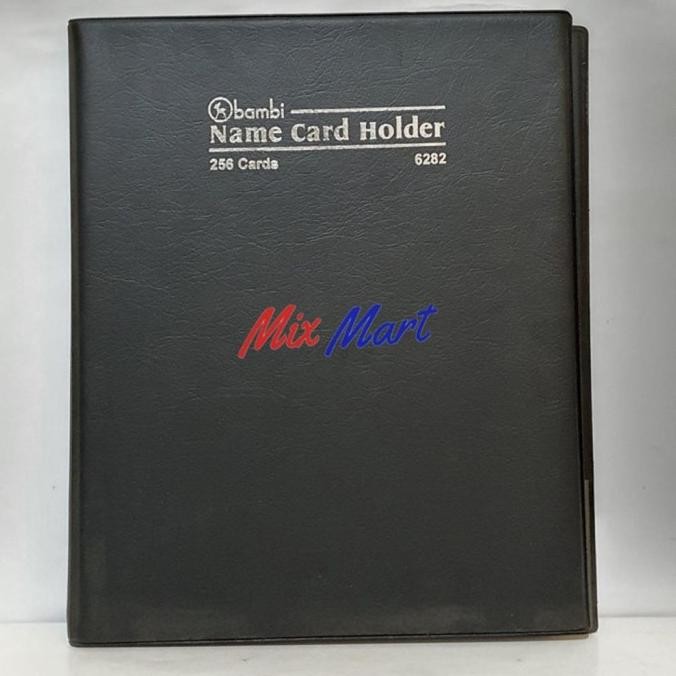 bambi
Name Card Holder
256 Cards 6282
Mix Mart